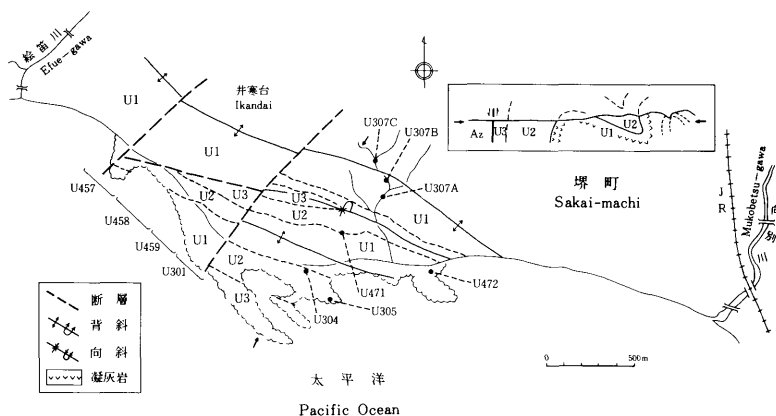 絵笛川
Efue-gawa
U1
井寒台
Ikandai
U307C
U307B
U307A
Az
U3
U2
U1
U2
堺町
Sakai-machi
JR
Mukobetsu-gawa
向別川
U1
U3
U3
U2
U2
U1
U1
U1
U2
U3
U457
U458
U459
U301
U471
U472
U304
U305
断層
背斜
向斜
凝灰岩
0 500m
太平洋
Pacific Ocean